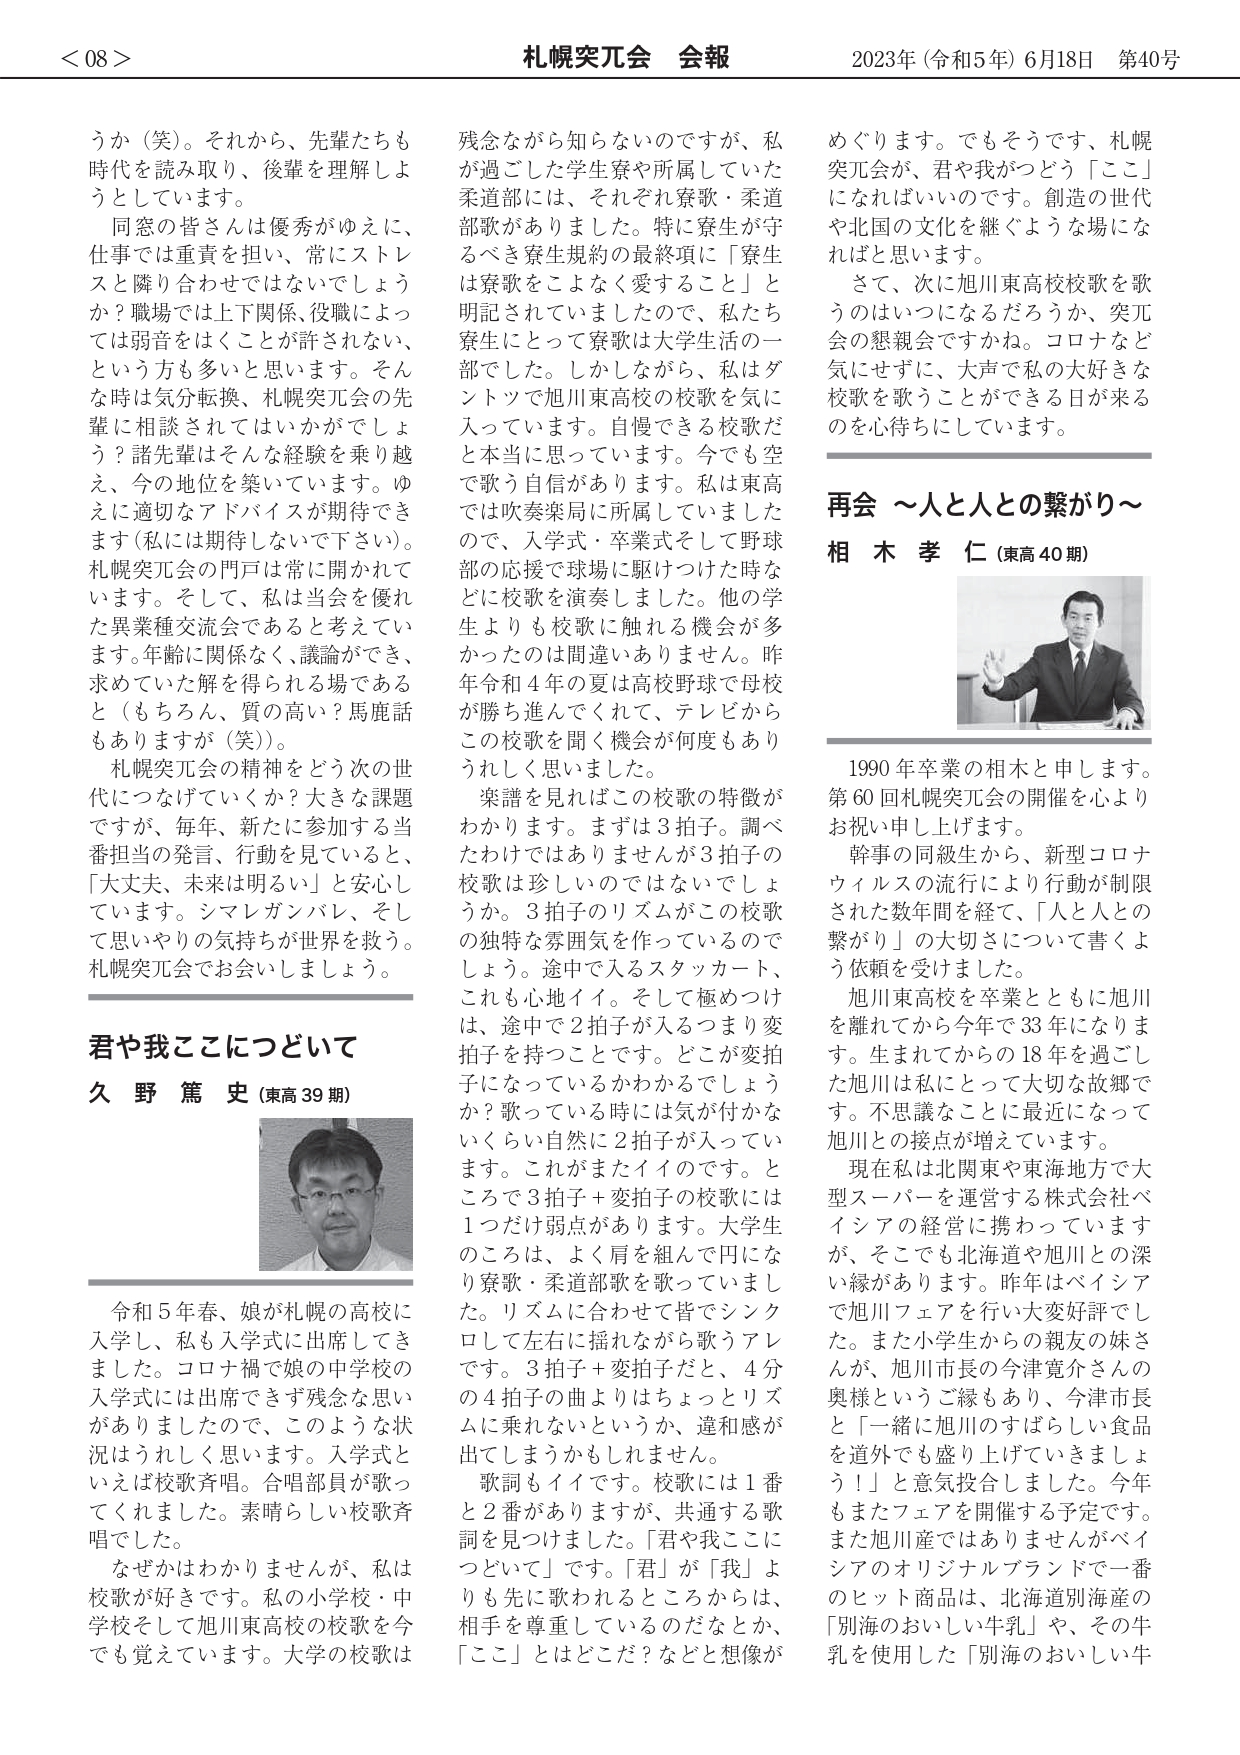 ＜08＞
札幌突兀会　会報
2023年（令和５年）６月18日　第40号
うか（笑）。それから、先輩たちも
時代を読み取り、後輩を理解しよ
うとしています。
　同窓の皆さんは優秀がゆえに、
仕事では重責を担い、常にストレ
スと隣り合わせではないでしょう
か？職場では上下関係､役職によっ
ては弱音をはくことが許されない、
という方も多いと思います。そん
な時は気分転換、札幌突兀会の先
輩に相談されてはいかがでしょ
う？諸先輩はそんな経験を乗り越
え、今の地位を築いています。ゆ
えに適切なアドバイスが期待でき
ます（私には期待しないで下さい）。
札幌突兀会の門戸は常に開かれて
います。そして、私は当会を優れ
た異業種交流会であると考えてい
ます｡年齢に関係なく､議論ができ、
求めていた解を得られる場である
と（もちろん、質の高い？馬鹿話
もありますが（笑））。
　札幌突兀会の精神をどう次の世
代につなげていくか？大きな課題
ですが、毎年、新たに参加する当
番担当の発言、行動を見ていると、
「大丈夫、未来は明るい」と安心し
ています。シマレガンバレ、そし
て思いやりの気持ちが世界を救う。
札幌突兀会でお会いしましょう。
君や我ここにつどいて
久　野　篤　史（東高 39 期）
　令和５年春、娘が札幌の高校に
入学し、私も入学式に出席してき
ました。コロナ禍で娘の中学校の
入学式には出席できず残念な思い
がありましたので、このような状
況はうれしく思います。入学式と
いえば校歌斉唱。合唱部員が歌っ
てくれました。素晴らしい校歌斉
唱でした。
　なぜかはわかりませんが、私は
校歌が好きです。私の小学校・中
学校そして旭川東高校の校歌を今
でも覚えています。大学の校歌は
残念ながら知らないのですが、私
が過ごした学生寮や所属していた
柔道部には、それぞれ寮歌・柔道
部歌がありました。特に寮生が守
るべき寮生規約の最終項に「寮生
は寮歌をこよなく愛すること」と
明記されていましたので、私たち
寮生にとって寮歌は大学生活の一
部でした。しかしながら、私はダ
ントツで旭川東高校の校歌を気に
入っています。自慢できる校歌だ
と本当に思っています。今でも空
で歌う自信があります。私は東高
では吹奏楽局に所属していました
ので、入学式・卒業式そして野球
部の応援で球場に駆けつけた時な
どに校歌を演奏しました。他の学
生よりも校歌に触れる機会が多
かったのは間違いありません。昨
年令和４年の夏は高校野球で母校
が勝ち進んでくれて、テレビから
この校歌を聞く機会が何度もあり
うれしく思いました。
　楽譜を見ればこの校歌の特徴が
わかります。まずは３拍子。調べ
たわけではありませんが３拍子の
校歌は珍しいのではないでしょ
うか。３拍子のリズムがこの校歌
の独特な雰囲気を作っているので
しょう。途中で入るスタッカート、
これも心地イイ。そして極めつけ
は、途中で２拍子が入るつまり変
拍子を持つことです。どこが変拍
子になっているかわかるでしょう
か？歌っている時には気が付かな
いくらい自然に２拍子が入ってい
ます。これがまたイイのです。と
ころで３拍子＋変拍子の校歌には
１つだけ弱点があります。大学生
のころは、よく肩を組んで円にな
り寮歌・柔道部歌を歌っていまし
た。リズムに合わせて皆でシンク
ロして左右に揺れながら歌うアレ
です。３拍子＋変拍子だと、４分
の４拍子の曲よりはちょっとリズ
ムに乗れないというか、違和感が
出てしまうかもしれません。
　歌詞もイイです。校歌には１番
と２番がありますが、共通する歌
詞を見つけました。「君や我ここに
つどいて」です。「君」が「我」よ
りも先に歌われるところからは、
相手を尊重しているのだなとか、
「ここ」とはどこだ？などと想像が
めぐります。でもそうです、札幌
突兀会が、君や我がつどう「ここ」
になればいいのです。創造の世代
や北国の文化を継ぐような場にな
ればと思います。
　さて、次に旭川東高校校歌を歌
うのはいつになるだろうか、突兀
会の懇親会ですかね。コロナなど
気にせずに、大声で私の大好きな
校歌を歌うことができる日が来る
のを心待ちにしています。
再会　～人と人との繋がり～
相　木　孝　仁（東高 40 期）
　1990 年卒業の相木と申します。
第 60 回札幌突兀会の開催を心より
お祝い申し上げます。
　幹事の同級生から、新型コロナ
ウィルスの流行により行動が制限
された数年間を経て、「人と人との
繋がり」の大切さについて書くよ
う依頼を受けました。
　旭川東高校を卒業とともに旭川
を離れてから今年で 33 年になりま
す。生まれてからの 18 年を過ごし
た旭川は私にとって大切な故郷で
す。不思議なことに最近になって
旭川との接点が増えています。
　現在私は北関東や東海地方で大
型スーパーを運営する株式会社ベ
イシアの経営に携わっています
が、そこでも北海道や旭川との深
い縁があります。昨年はベイシア
で旭川フェアを行い大変好評でし
た。また小学生からの親友の妹さ
んが、旭川市長の今津寛介さんの
奥様というご縁もあり、今津市長
と「一緒に旭川のすばらしい食品
を道外でも盛り上げていきましょ
う！」と意気投合しました。今年
もまたフェアを開催する予定です。
また旭川産ではありませんがベイ
シアのオリジナルブランドで一番
のヒット商品は、北海道別海産の
「別海のおいしい牛乳」や、その牛
乳を使用した「別海のおいしい牛